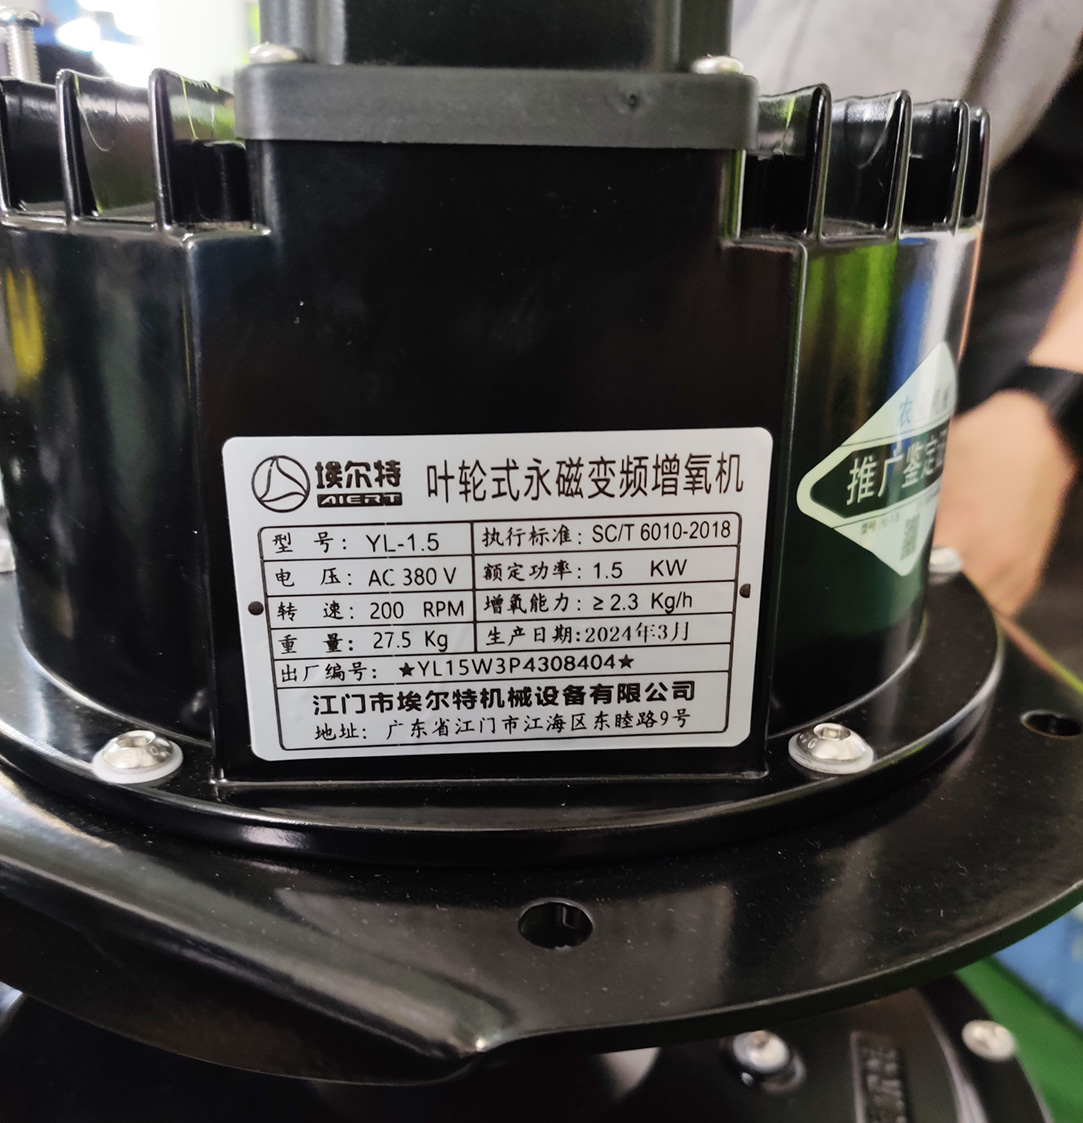 埃尔特
AIERT
叶轮式永磁变频增氧机
型 号: YL-1.5 执行标准: SC/T 6010-2018
电 压: AC 380 V 额定功率: 1.5 KW
转 速: 200 RPM 增氧能力: ≥2.3 Kg/h
重 量: 27.5 Kg 生产日期:2024年3月
出厂编号: ★YL15W3P4308404★
江门市埃尔特机械设备有限公司
地址: 广东省江门市江海区东睦路9号
推广鉴定